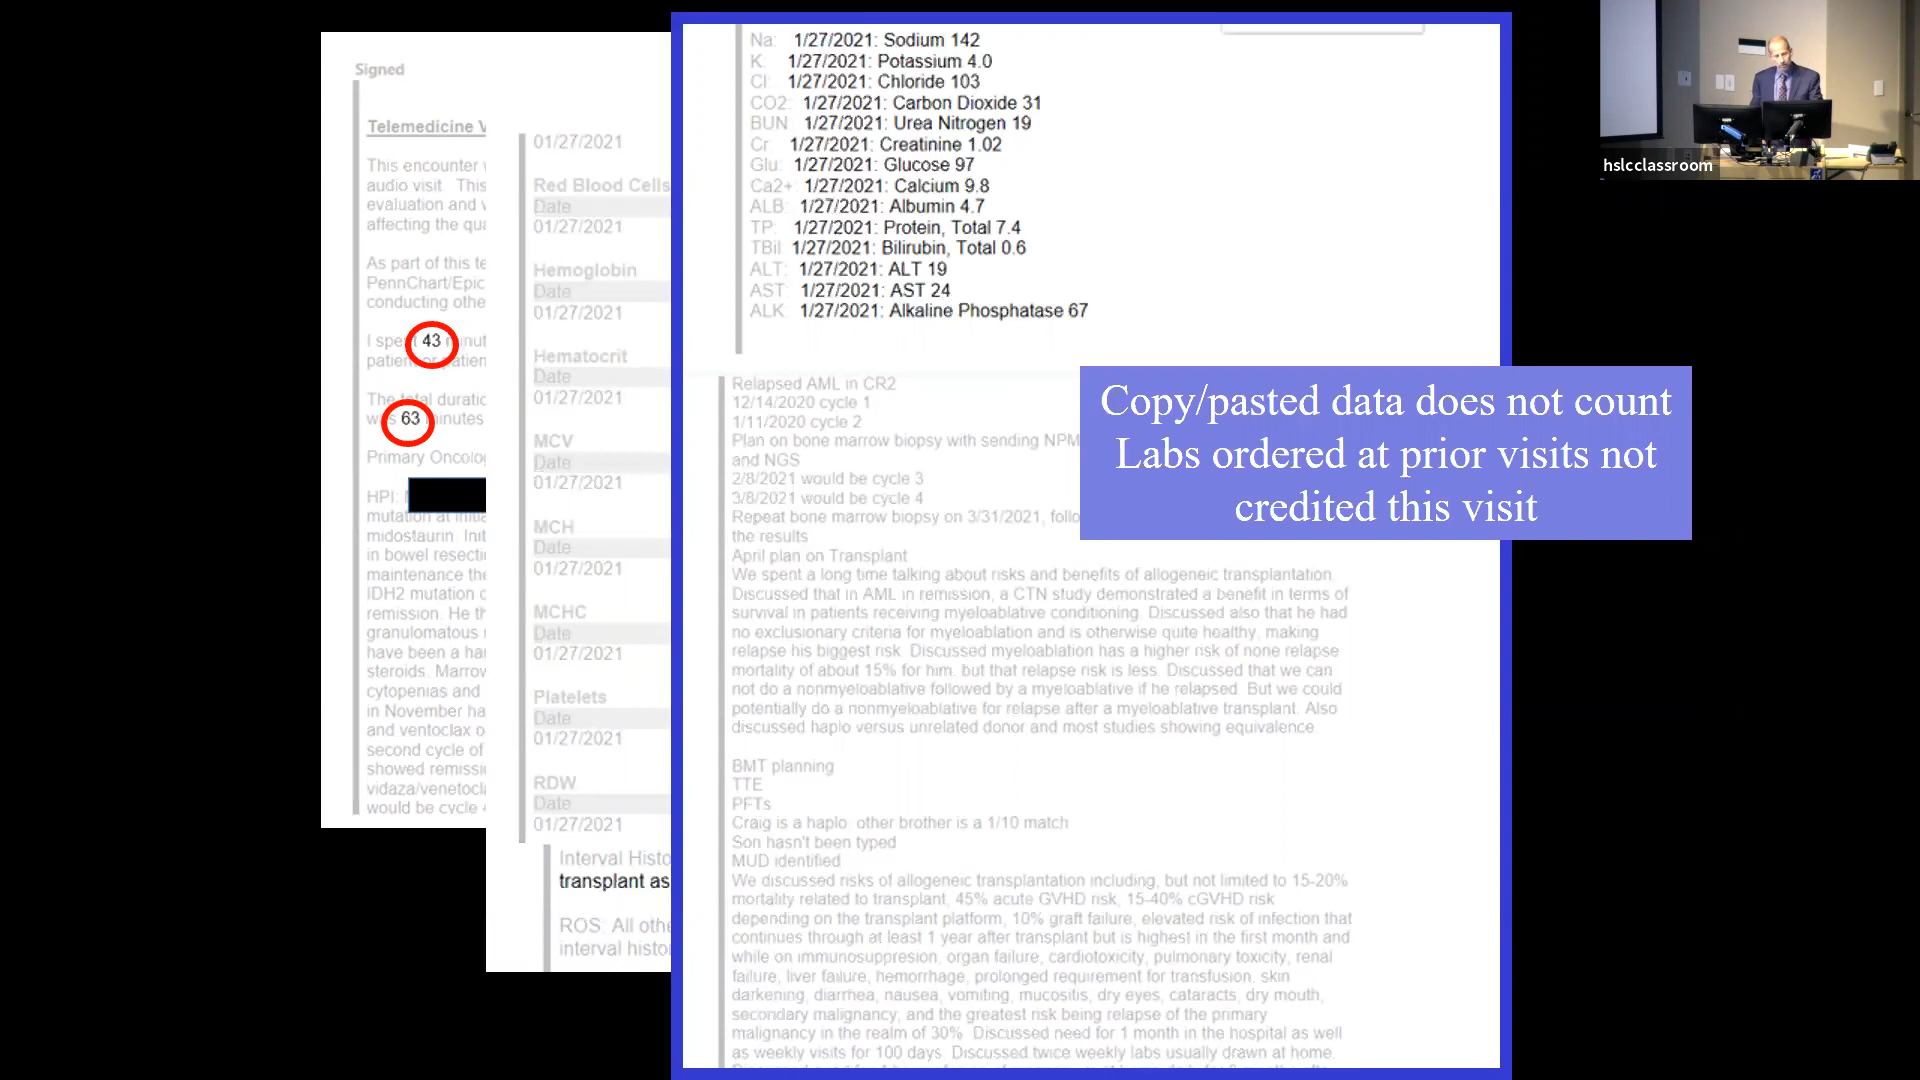 Signed
Telemedicine V
This encounter
audio visit. This
evaluation and
affecting the qua
As part of this te
PennChart/Epic
conducting othe
I spe 43 inut
patien or patien
The total duratio
was 63 minutes
Primary Oncolog
HPI:
mutation at initia
midostaurin. Init
in bowel resecti
maintenance the
IDH2 mutation
remission. He th
granulomatous
have been a ha
steroids. Marrow
cytopenias and
in November ha
and ventoclax o
second cycle of
showed remissi
vidaza/venetocl
would be cycle
01/27/2021
Red Blood Cells
Date
01/27/2021
Hemoglobin
Date
01/27/2021
Hematocrit
Date
01/27/2021
MCV
Date
01/27/2021
MCH
Date
01/27/2021
MCHC
Date
01/27/2021
Platelets
Date
01/27/2021
RDW
Date
01/27/2021
Interval Histo
transplant as
ROS: All othe
interval histo
Na: 1/27/2021: Sodium 142
K: 1/27/2021: Potassium 4.0
Cl: 1/27/2021: Chloride 103
CO2: 1/27/2021: Carbon Dioxide 31
BUN: 1/27/2021: Urea Nitrogen 19
Cr: 1/27/2021: Creatinine 1.02
Glu: 1/27/2021: Glucose 97
Ca2+ 1/27/2021: Calcium 9.8
ALB: 1/27/2021: Albumin 4.7
TP: 1/27/2021: Protein, Total 7.4
TBil 1/27/2021: Bilirubin, Total 0.6
ALT: 1/27/2021: ALT 19
AST: 1/27/2021: AST 24
ALK: 1/27/2021: Alkaline Phosphatase 67
Relapsed AML in CR2
12/14/2020 cycle 1
1/11/2020 cycle 2
Plan on bone marrow biopsy with sending NPM
and NGS
2/8/2021 would be cycle 3
3/8/2021 would be cycle 4
Repeat bone marrow biopsy on 3/31/2021, follo
the results
April plan on Transplant
We spent a long time talking about risks and benefits of allogeneic transplantation.
Discussed that in AML in remission, a CTN study demonstrated a benefit in terms of
survival in patients receiving myeloablative conditioning. Discussed also that he had
no exclusionary criteria for myeloablation and is otherwise quite healthy, making
relapse his biggest risk. Discussed myeloablation has a higher risk of none relapse
mortality of about 15% for him, but that relapse risk is less. Discussed that we can
not do a nonmyeloablative followed by a myeloablative if he relapsed. But we could
potentially do a nonmyeloablative for relapse after a myeloablative transplant. Also
discussed haplo versus unrelated donor and most studies showing equivalence
BMT planning
TTE
PFTs
Craig is a haplo, other brother is a 1/10 match
Son hasn't been typed
MUD identified
We discussed risks of allogeneic transplantation including, but not limited to 15-20%
mortality related to transplant, 45% acute GVHD risk, 15-40% cGVHD risk
depending on the transplant platform, 10% graft failure, elevated risk of infection that
continues through at least 1 year after transplant but is highest in the first month and
while on immunosuppresion, organ failure, cardiotoxicity, pulmonary toxicity, renal
failure, liver failure, hemorrhage, prolonged requirement for transfusion, skin
darkening, diarrhea, nausea, vomiting, mucositis, dry eyes, cataracts, dry mouth,
secondary malignancy, and the greatest risk being relapse of the primary
malignancy in the realm of 30%. Discussed need for 1 month in the hospital as well
as weekly visits for 100 days. Discussed twice weekly labs usually drawn at home.
Copy/pasted data does not count
Labs ordered at prior visits not
credited this visit
hslcclassroom